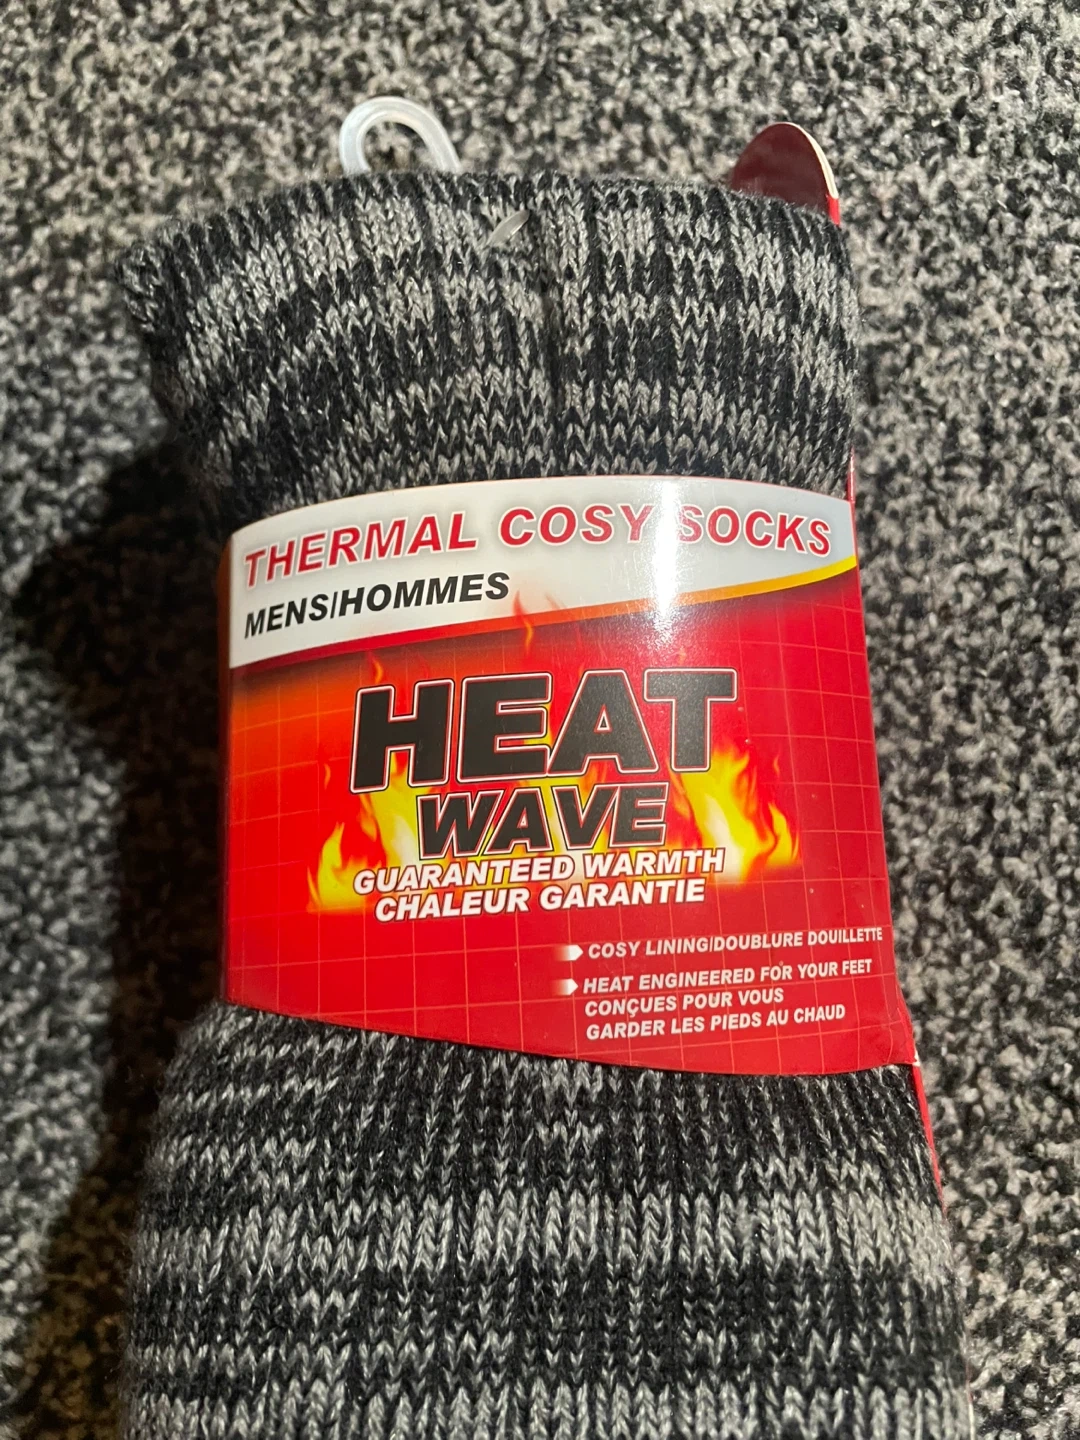 THERMAL COSY SOCKS
MENS/HOMMES
HEAT
WAVE
GUARANTEED WARMTH
CHALEUR GARANTIE
COSY LINING/DOUBLURE DOUILLETTE
HEAT ENGINEERED FOR YOUR FEET
CONÇUES POUR VOUS
GARDER LES PIEDS AU CHAUD